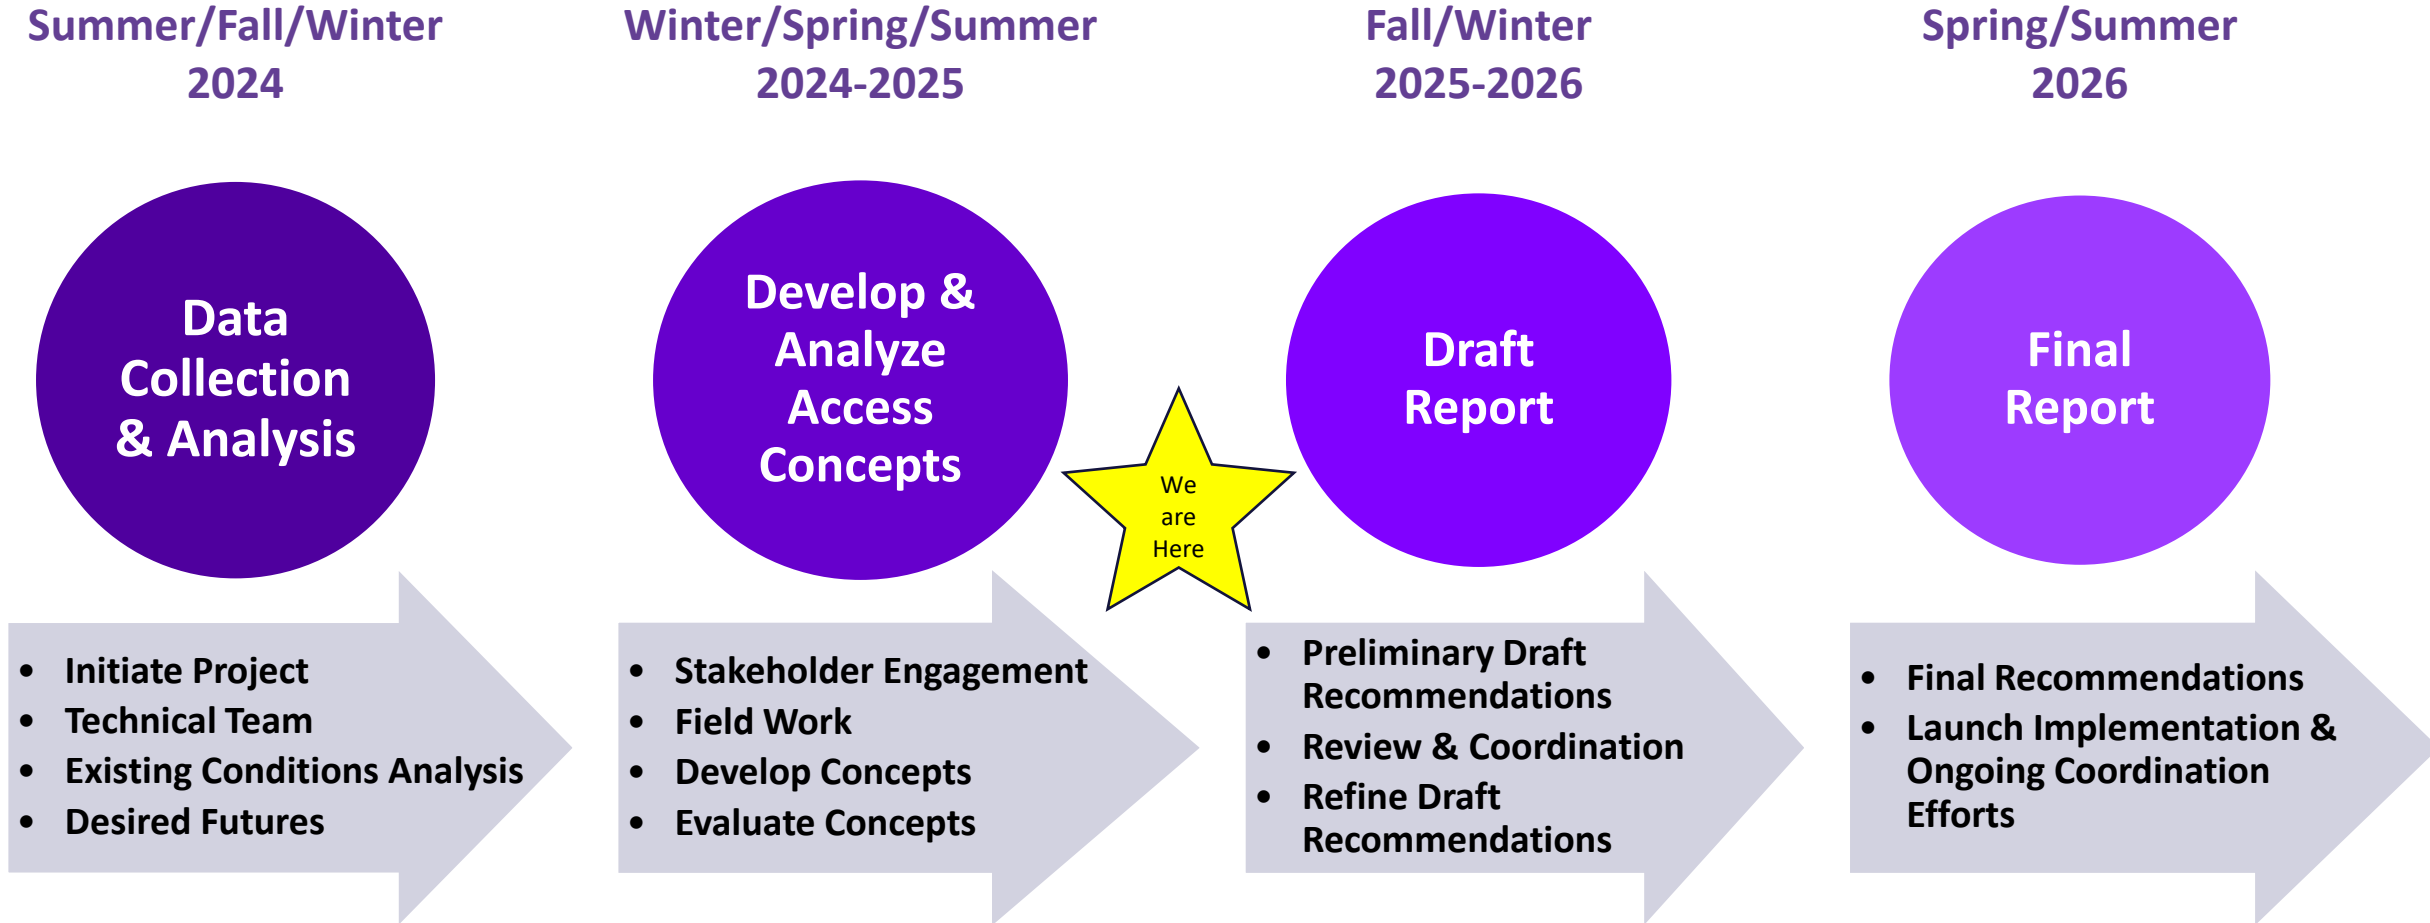 Summer/Fall/Winter
2024
Winter/Spring/Summer
2024-2025
Fall/Winter
2025-2026
Spring/Summer
2026
Data
Collection
& Analysis
Develop &
Analyze
Access
Concepts
We
are
Here
Draft
Report
Final
Report
• Initiate Project
• Technical Team
• Existing Conditions Analysis
• Desired Futures
• Stakeholder Engagement
• Field Work
• Develop Concepts
• Evaluate Concepts
• Preliminary Draft
Recommendations
• Review & Coordination
• Refine Draft
Recommendations
• Final Recommendations
• Launch Implementation &
Ongoing Coordination
Efforts